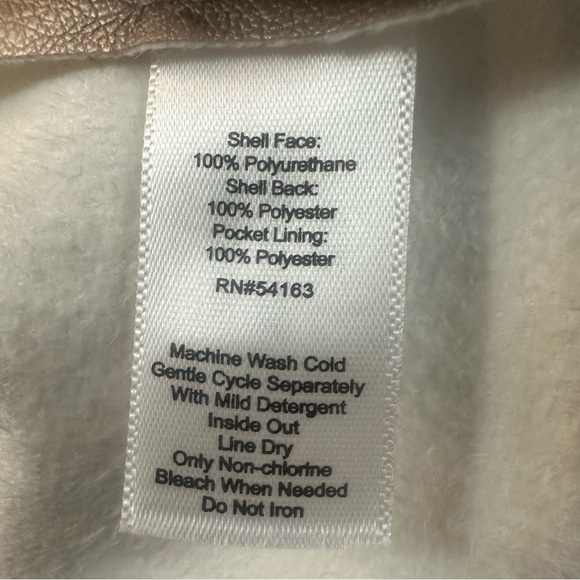 Shell Face:
100% Polyurethane
Shell Back:
100% Polyester
Pocket Lining:
100% Polyester
RN#54163
Machine Wash Cold
Gentle Cycle Separately
With Mild Detergent
Inside Out
Line Dry
Only Non-chlorine
Bleach When Needed
Do Not Iron